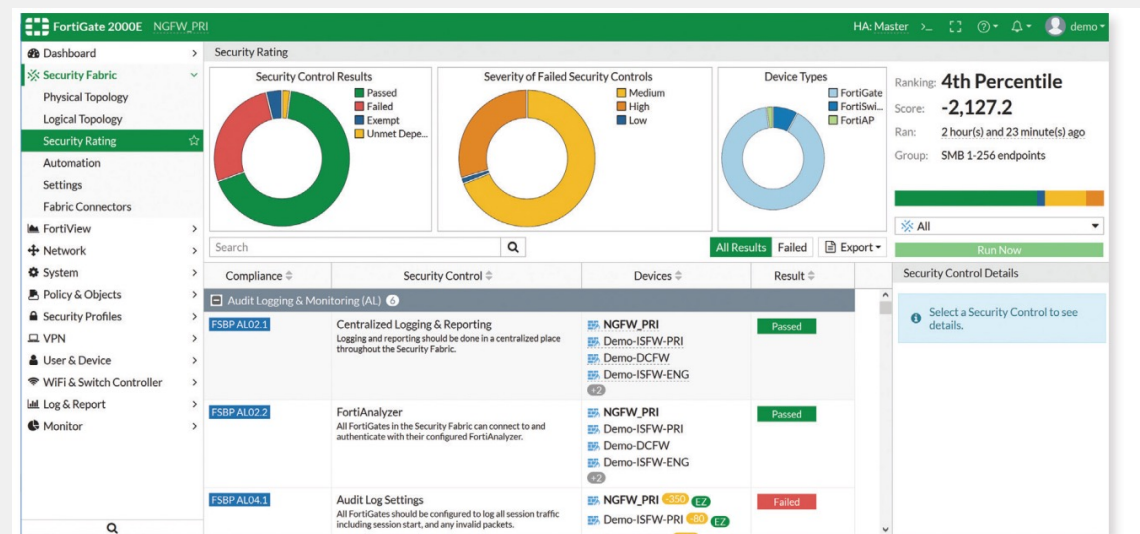 FortiGate 2000E NGFW_PRI
HA: Master >_ demo
Dashboard
Security Fabric
Physical Topology
Logical Topology
Security Rating
Automation
Settings
Fabric Connectors
FortiView
Network
System
Policy & Objects
Security Profiles
VPN
User & Device
WiFi & Switch Controller
Log & Report
Monitor
Security Rating
Security Control Results
Passed
Failed
Exempt
Unmet Depe...
Severity of Failed Security Controls
Medium
High
Low
Device Types
FortiGate
FortiSwi...
FortiAP
Ranking: 4th Percentile
Score: -2,127.2
Ran: 2 hour(s) and 23 minute(s) ago
Group: SMB 1-256 endpoints
All
Run Now
Search
All Results Failed Export
Compliance Security Control Devices Result
Audit Logging & Monitoring (AL) 6
FSBP AL02.1
Centralized Logging & Reporting
Logging and reporting should be done in a centralized place
throughout the Security Fabric.
NGFW_PRI
Demo-ISFW-PRI
Demo-DCFW
Demo-ISFW-ENG
+2
Passed
FSBP AL02.2
FortiAnalyzer
All FortiGates in the Security Fabric can connect to and
authenticate with their configured FortiAnalyzer.
NGFW_PRI
Demo-ISFW-PRI
Demo-DCFW
Demo-ISFW-ENG
+2
Passed
FSBP AL04.1
Audit Log Settings
All FortiGates should be configured to log all session traffic
including session start, and any invalid packets.
NGFW_PRI -350 EZ
Demo-ISFW-PRI -80 EZ
Failed
Security Control Details
Select a Security Control to see
details.